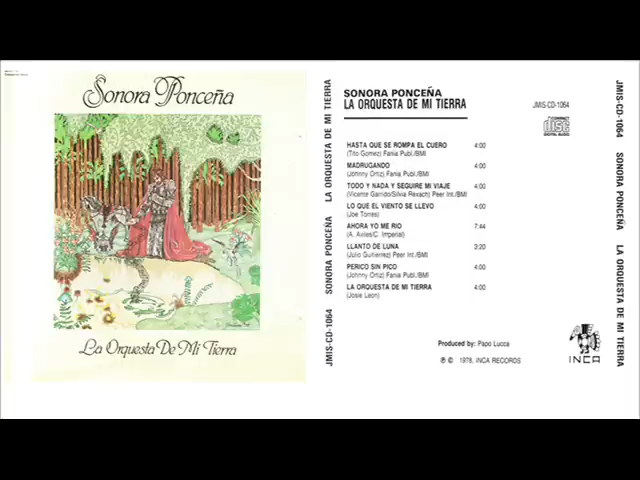 Sonora Ponceña
La Orquesta De Mi Tierra
JMIS-CD-1064 SONORA PONCEÑA LA ORQUESTA DE MI TIERRA
SONORA PONCEÑA
LA ORQUESTA DE MI TIERRA
JMIS-CD-1064
COMPACT
disc
DIGITAL AUDIO
HASTA QUE SE ROMPA EL CUERO 4:00
(Tito Gomez) Fania Publ./BMI
MADRUGANDO 4:00
(Johnny Ortiz) Fania Publ./BMI
TODO Y NADA Y SEGUIRE MI VIAJE 4:00
(Vicente Garrido/Silvia Rexach) Peer Int./BMI
LO QUE EL VIENTO SE LLEVO 4:00
(Joe Torres)
AHORA YO ME RIO 7:44
(A. Aviles/C. Imperial)
LLANTO DE LUNA 3:20
(Julio Gutierrez) Peer Int./BMI
PERICO SIN PICO 4:00
(Johnny Ortiz) Fania Publ./BMI
LA ORQUESTA DE MI TIERRA 4:00
(Josie Leon)
Produced by: Papo Lucca
℗ © 1978, INCA RECORDS
INCA
JMIS-CD-1064 SONORA PONCEÑA LA ORQUESTA DE MI TIERRA